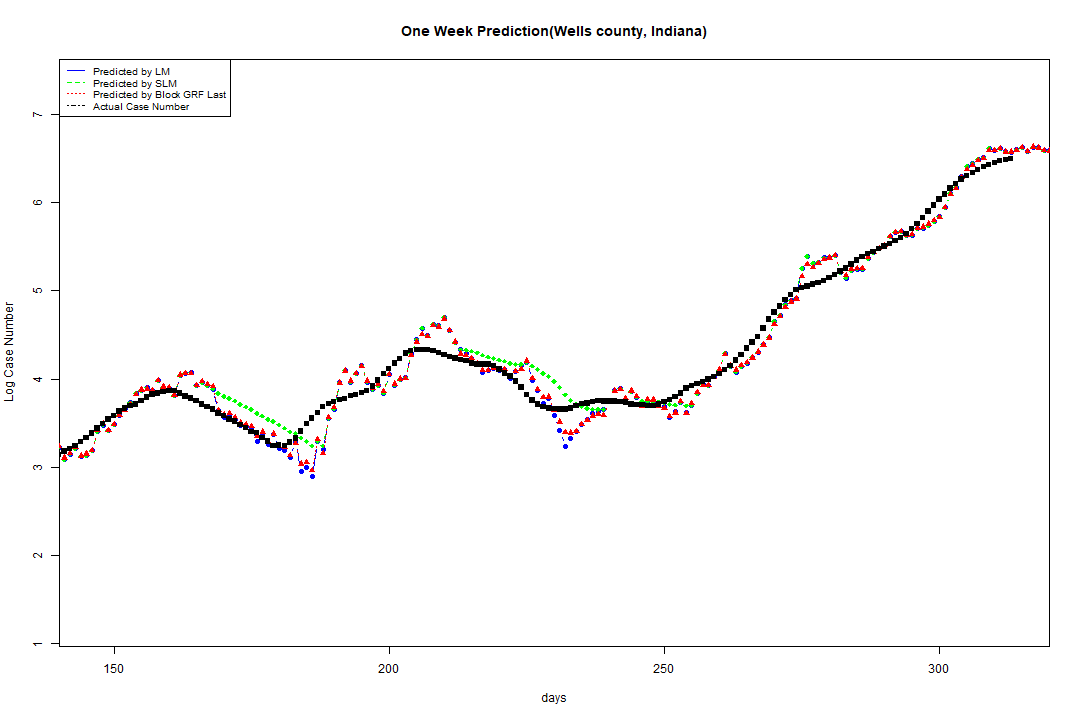 One Week Prediction(Wells county, Indiana)
Predicted by LM
Predicted by SLM
Predicted by Block GRF Last
Actual Case Number
Log Case Number
7
6
5
4
3
2
1
150 200 250 300
days